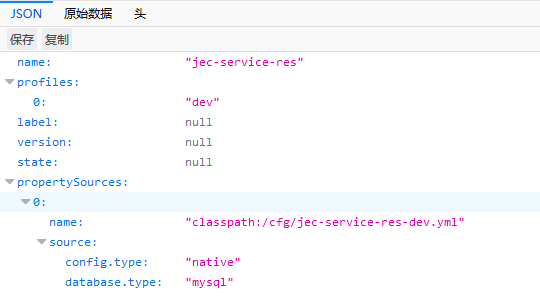 JSON 原始数据 头
保存 复制
name: "jec-service-res"
profiles:
0: "dev"
label: null
version: null
state: null
propertySources:
0:
name: "classpath:/cfg/jec-service-res-dev.yml"
source:
config.type: "native"
database.type: "mysql"